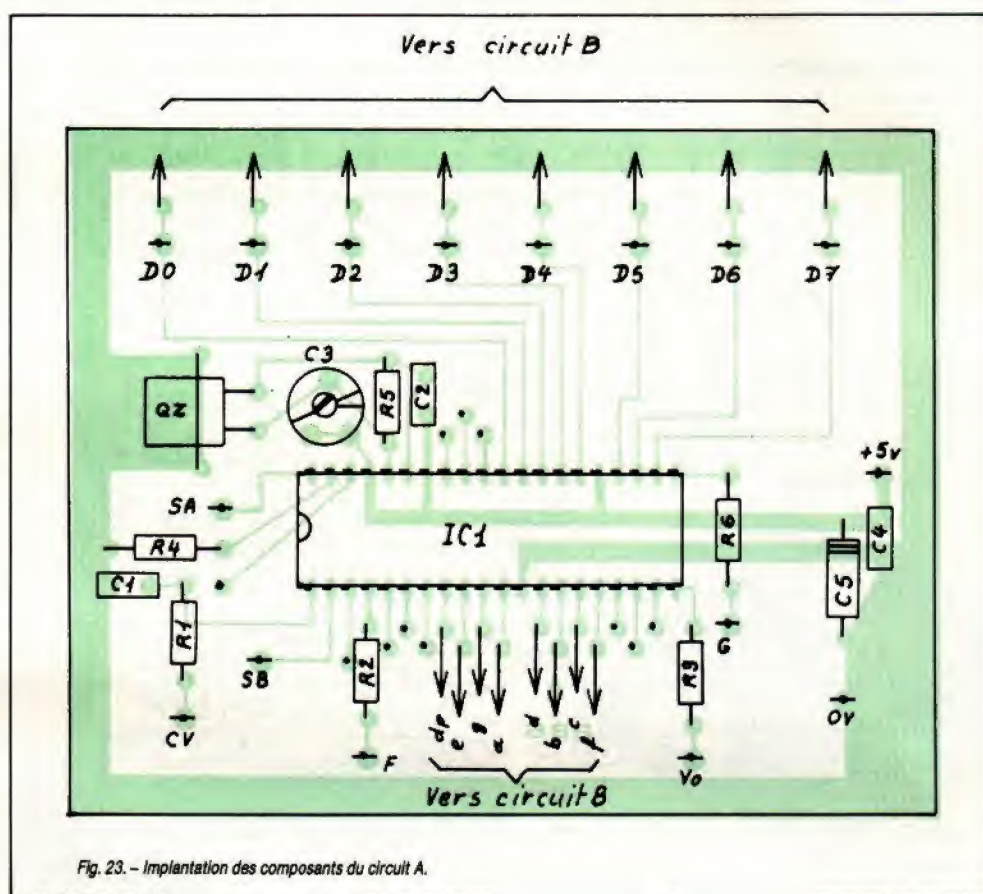 Vers circuit B
D0 D1 D2 D3 D4 D5 D6 D7
C3
QZ R5 C2
+5v
SA
IC1 R6 C4
R4
C1 C5
R1
SB R2 R3 G
dp e g a d b c f
CV 0V
F Vo
Vers circuit B
Fig. 23. – Implantation des composants du circuit A.